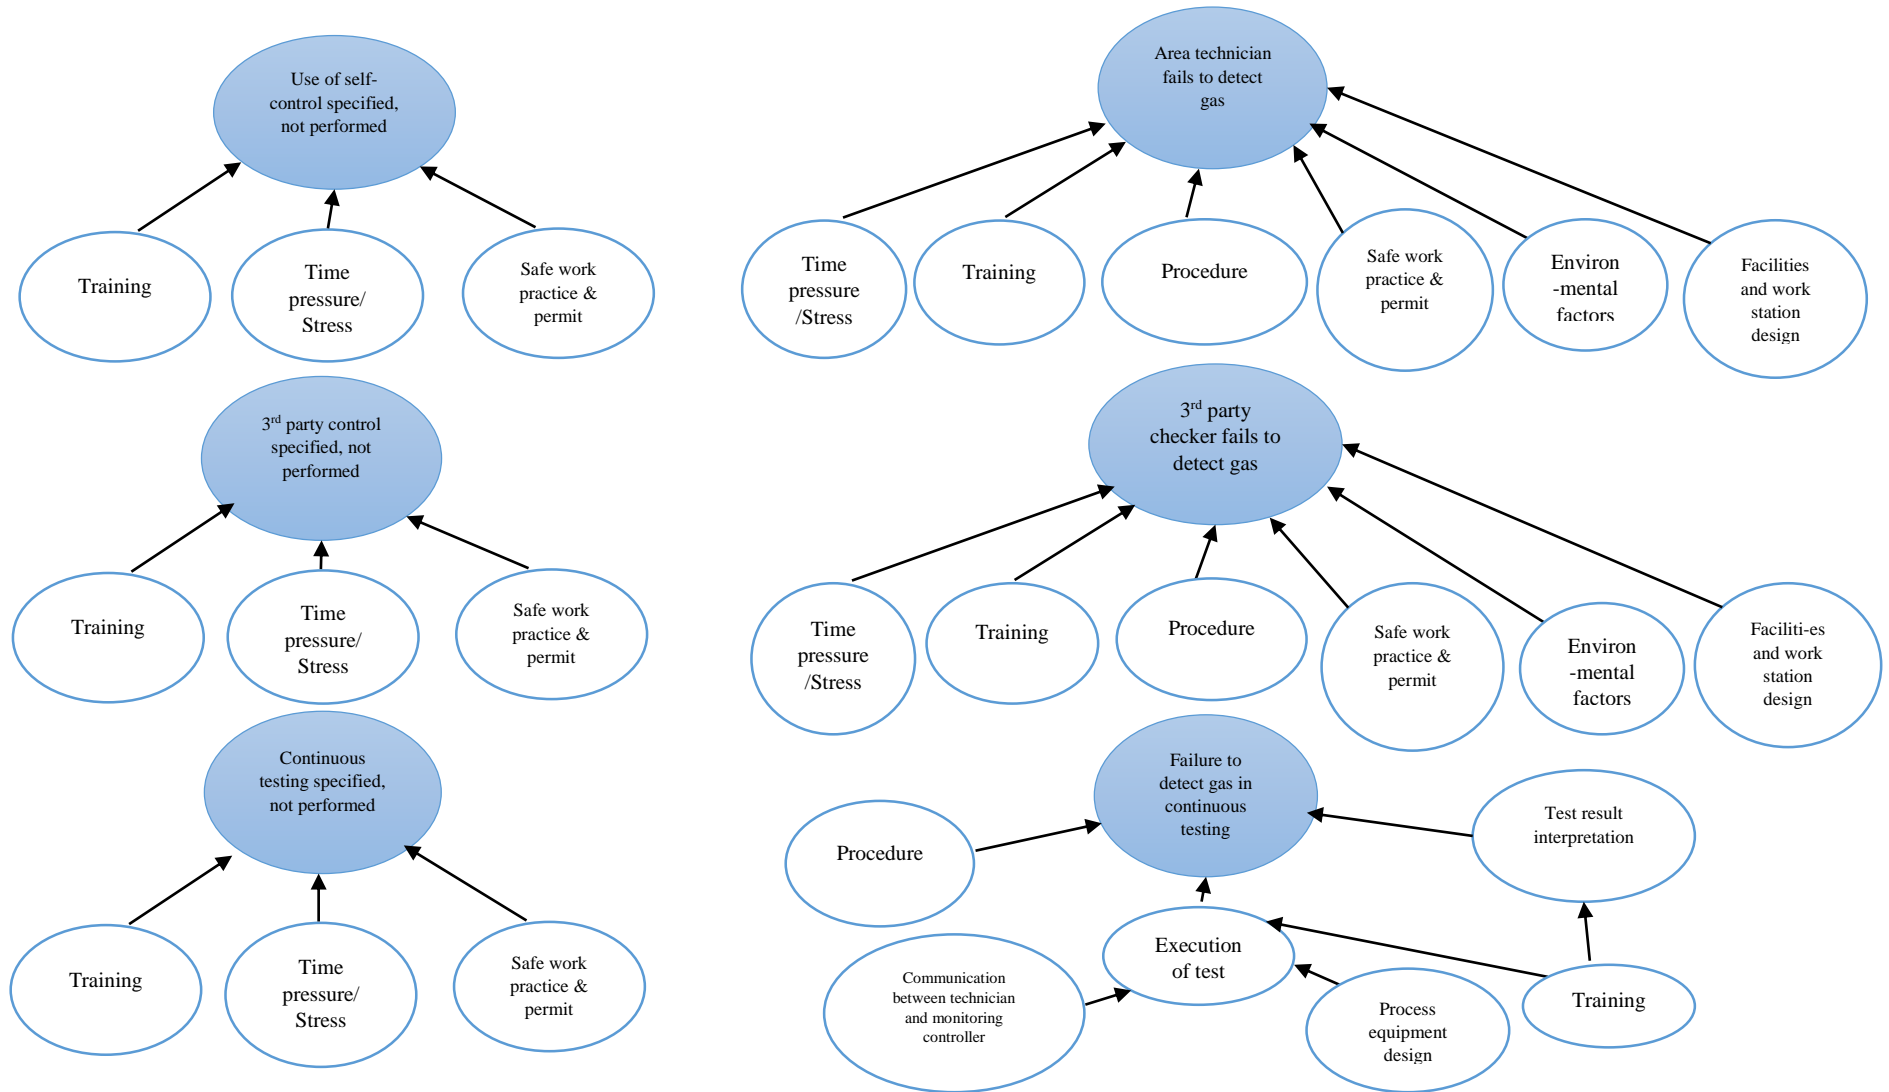 Use of self-
control specified,
not performed
Training
Time
pressure/
Stress
Safe work
practice &
permit
Area technician
fails to detect
gas
Time
pressure
/Stress
Training
Procedure
Safe work
practice &
permit
Environ
-mental
factors
Facilities
and work
station
design
3rd party control
specified, not
performed
Training
Time
pressure/
Stress
Safe work
practice &
permit
3rd party
checker fails to
detect gas
Time
pressure
/Stress
Training
Procedure
Safe work
practice &
permit
Environ
-mental
factors
Faciliti-es
and work
station
design
Continuous
testing specified,
not performed
Training
Time
pressure/
Stress
Safe work
practice &
permit
Failure to
detect gas in
continuous
testing
Procedure
Test result
interpretation
Execution
of test
Communication
between technician
and monitoring
controller
Process
equipment
design
Training